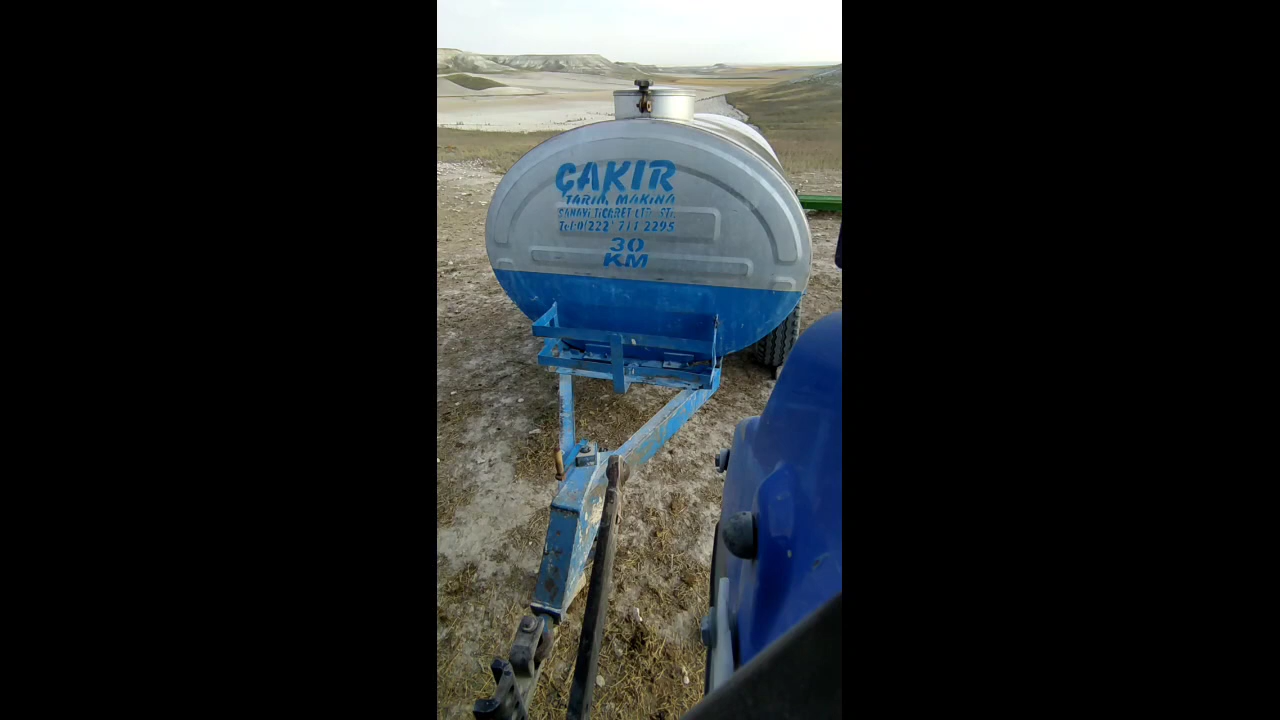 ÇAKIR
TARIM MAKİNA
SANAYİ TİCARET LTD. ŞTİ.
Tel:0(222) 711 2295
30
KM